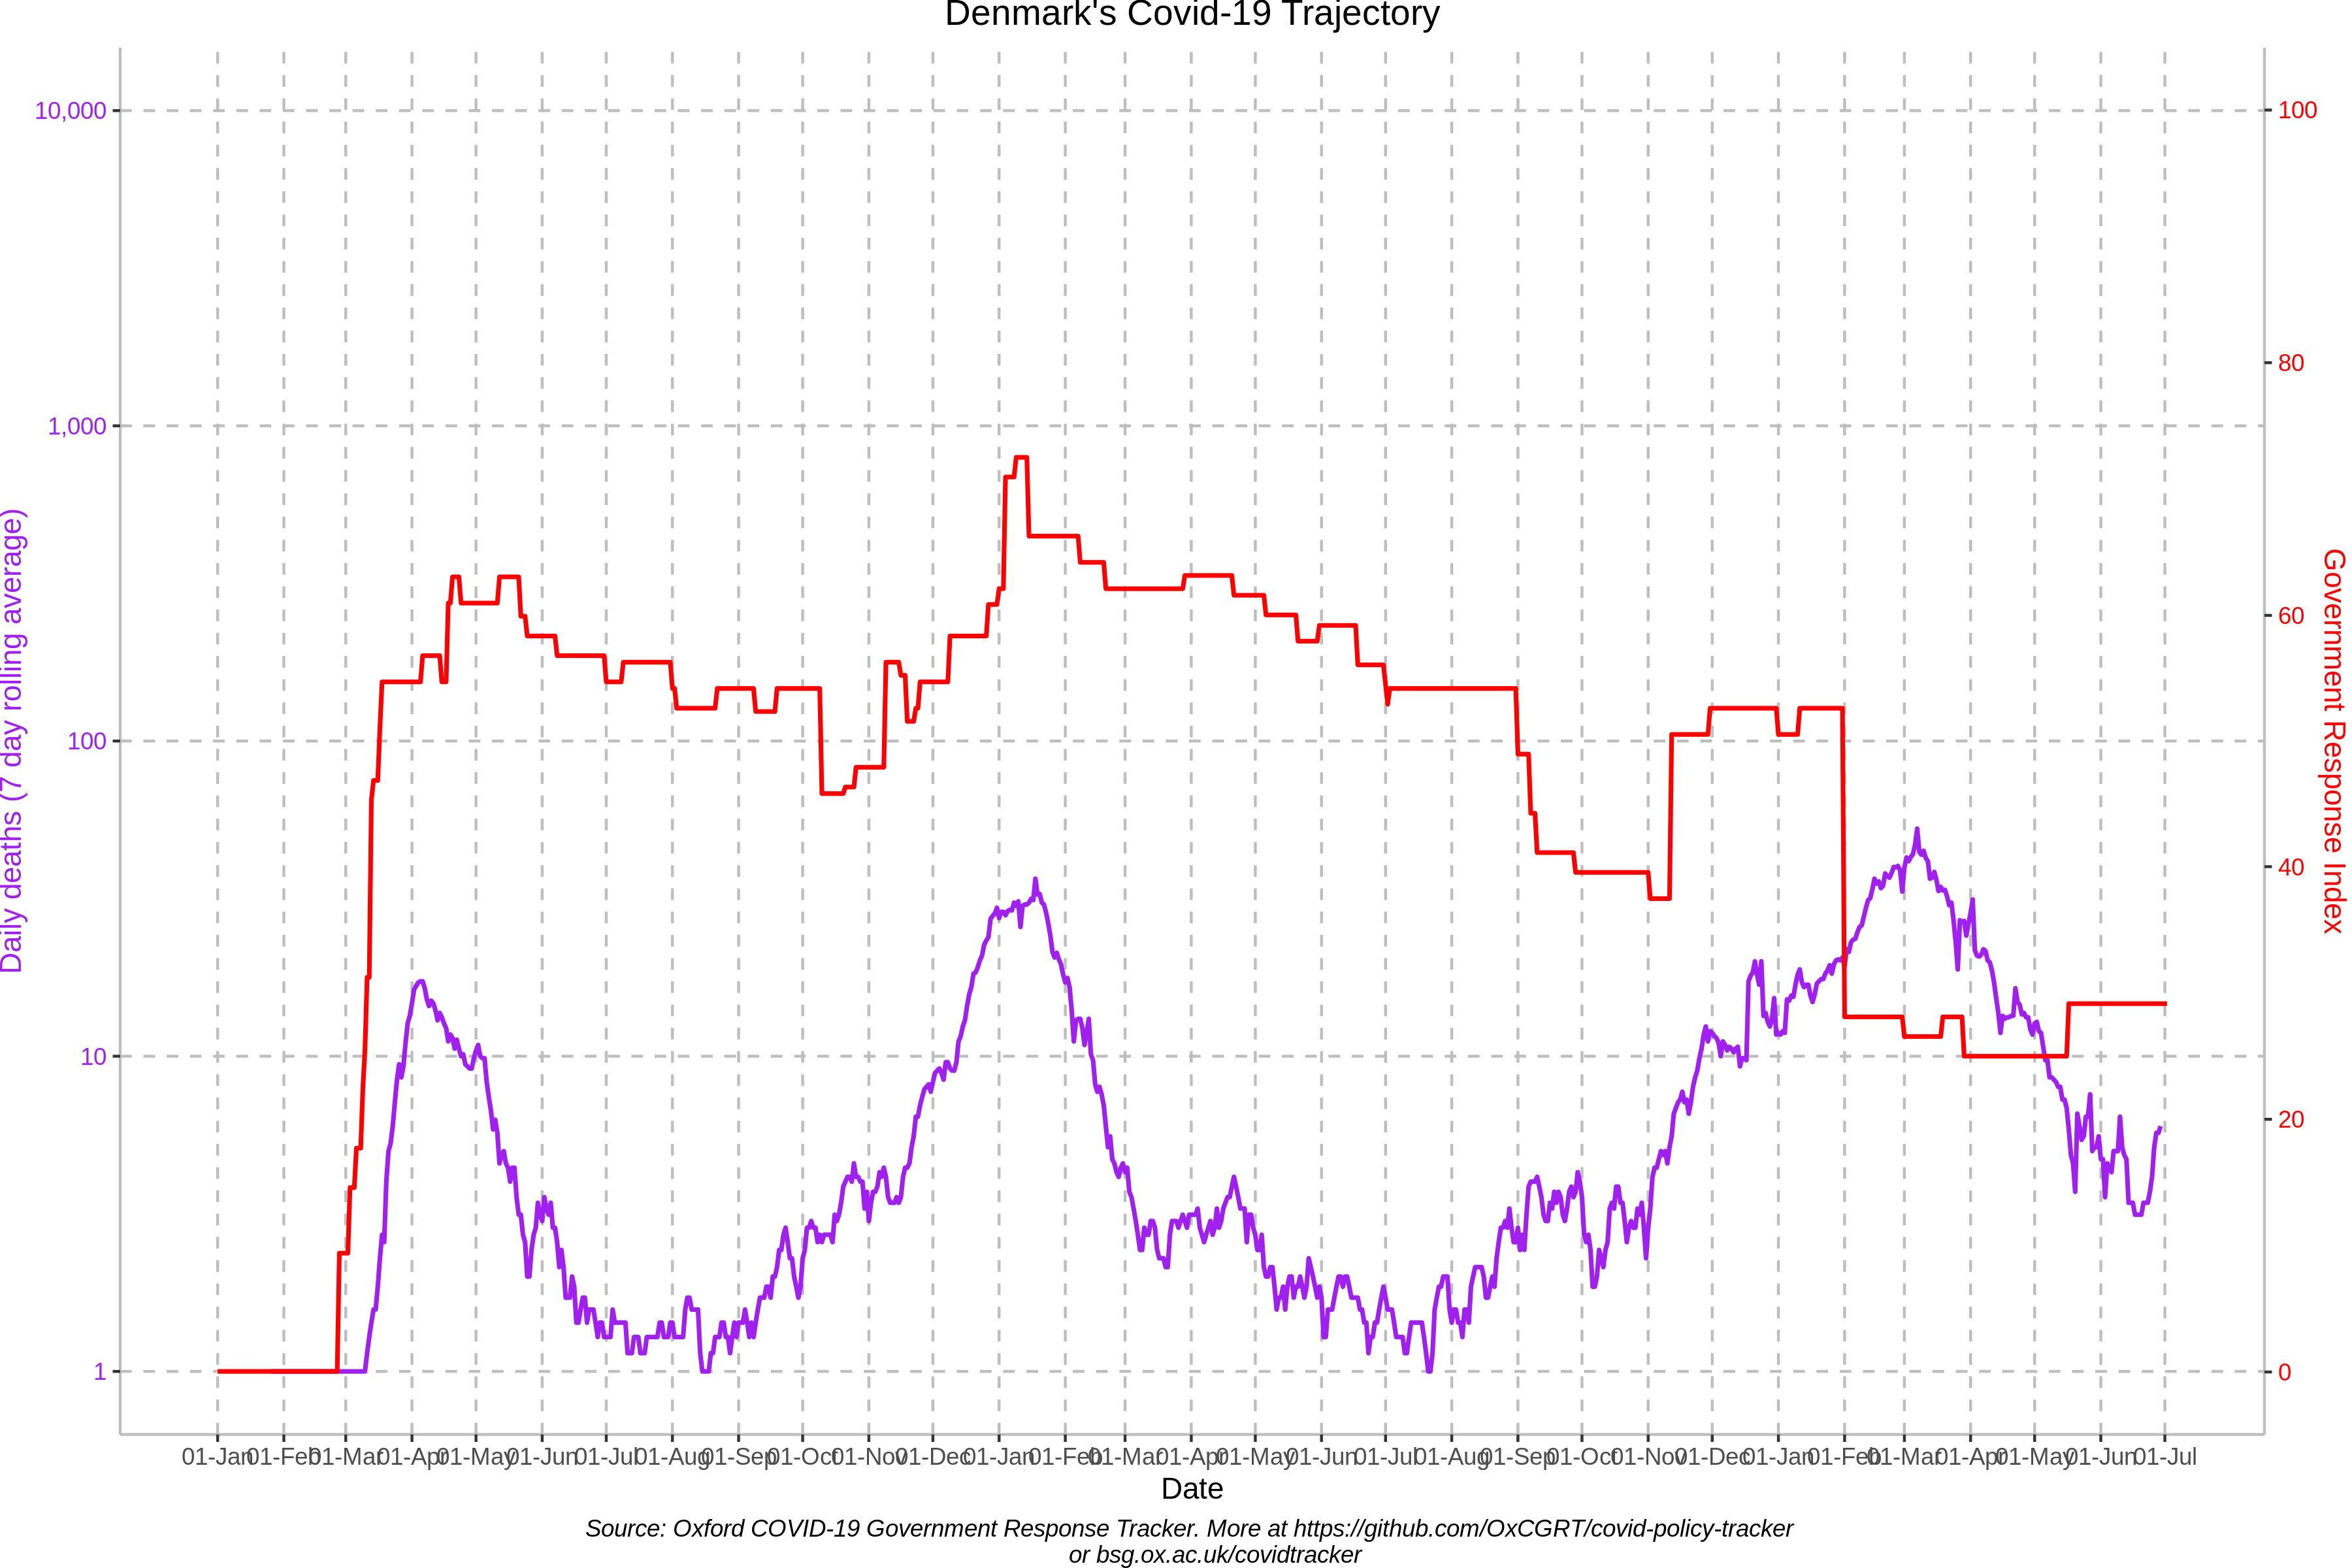 Denmark's Covid-19 Trajectory
10,000
1,000
100
10
1
Daily deaths (7 day rolling average)
100
80
60
40
20
0
Government Response Index
01-Jan 01-Feb 01-Mar 01-Apr 01-May 01-Jun 01-Jul 01-Aug 01-Sep 01-Oct 01-Nov 01-Dec 01-Jan 01-Feb 01-Mar 01-Apr 01-May 01-Jun 01-Jul 01-Aug 01-Sep 01-Oct 01-Nov 01-Dec 01-Jan 01-Feb 01-Mar 01-Apr 01-May 01-Jun 01-Jul
Date
Source: Oxford COVID-19 Government Response Tracker. More at https://github.com/OxCGRT/covid-policy-tracker
or bsg.ox.ac.uk/covidtracker